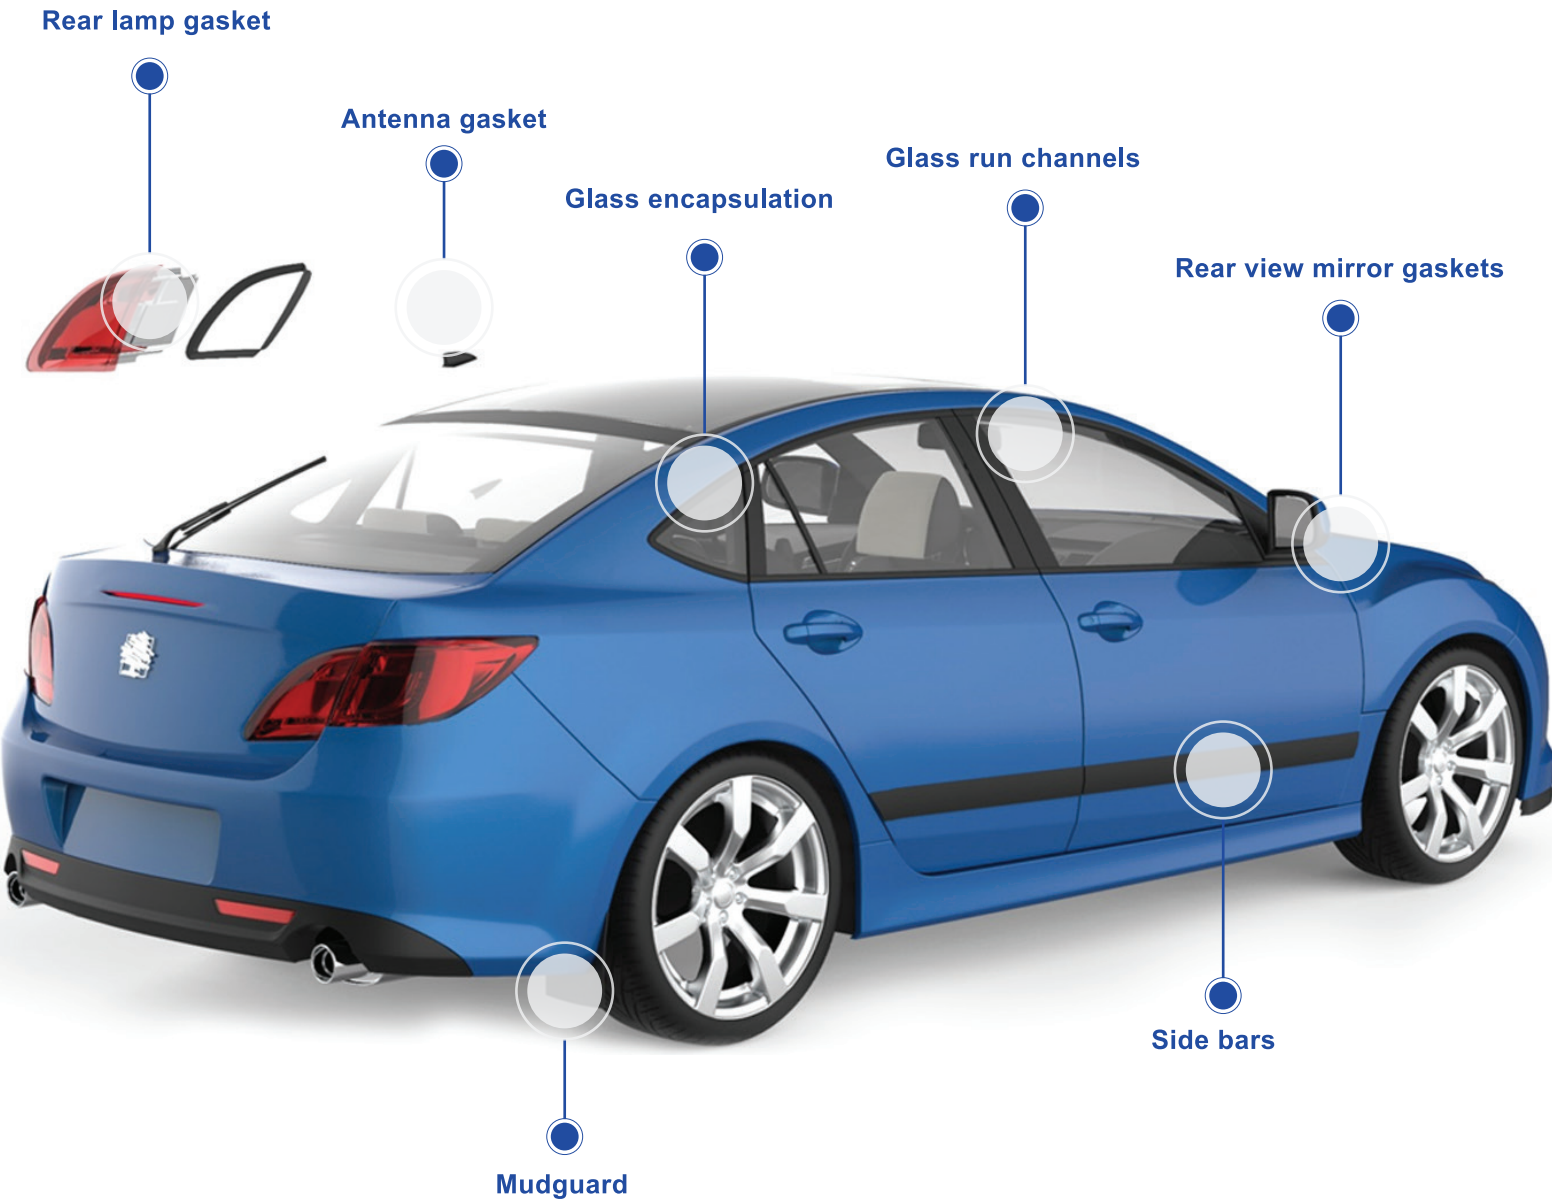 Rear lamp gasket
Antenna gasket
Glass run channels
Glass encapsulation
Rear view mirror gaskets
Side bars
Mudguard